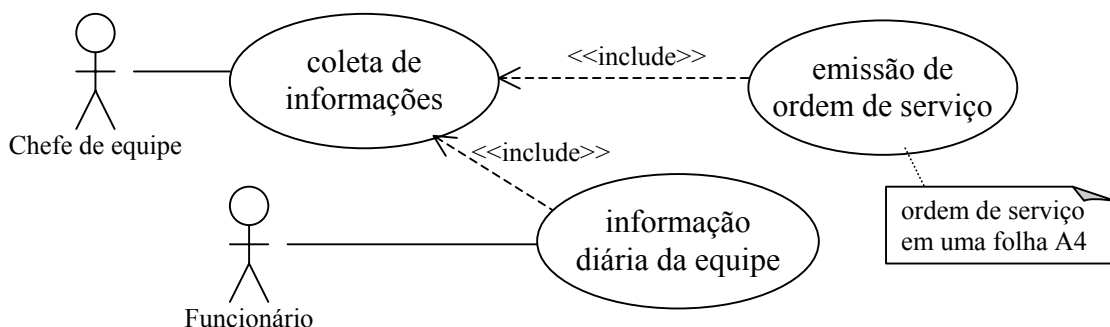 coleta de
informações
<<include>>
emissão de
ordem de serviço
Chefe de equipe
<<include>>
ordem de serviço
em uma folha A4
informação
diária da equipe
Funcionário